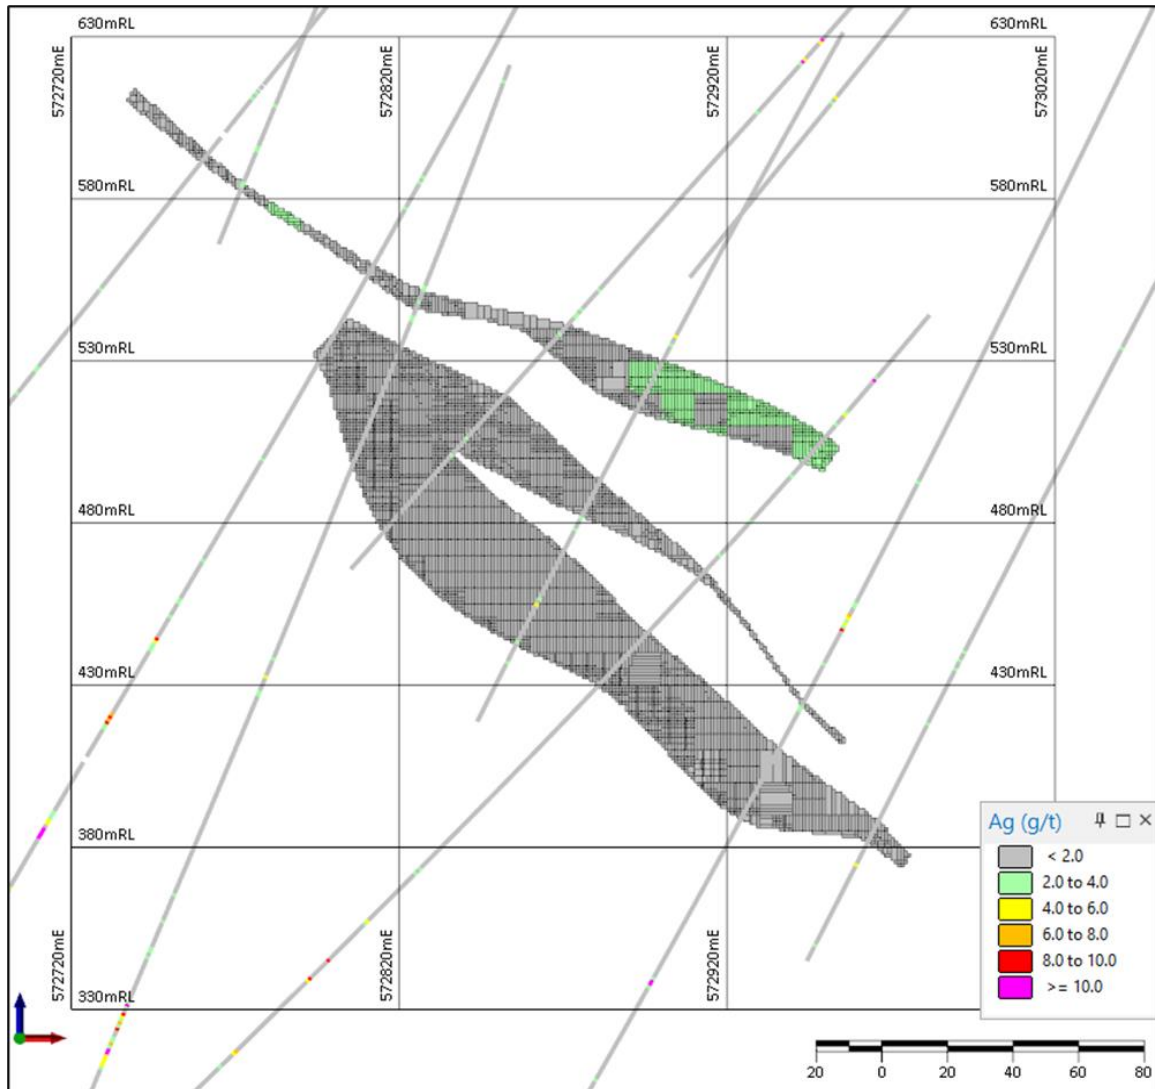 630mRL
630mRL
572720mE
572820mE
572920mE
573020mE
580mRL
580mRL
530mRL
530mRL
480mRL
480mRL
430mRL
430mRL
380mRL
Ag (g/t)
< 2.0
2.0 to 4.0
4.0 to 6.0
6.0 to 8.0
8.0 to 10.0
>= 10.0
572720mE
572820mE
572920mE
330mRL
20 0 20 40 60 80